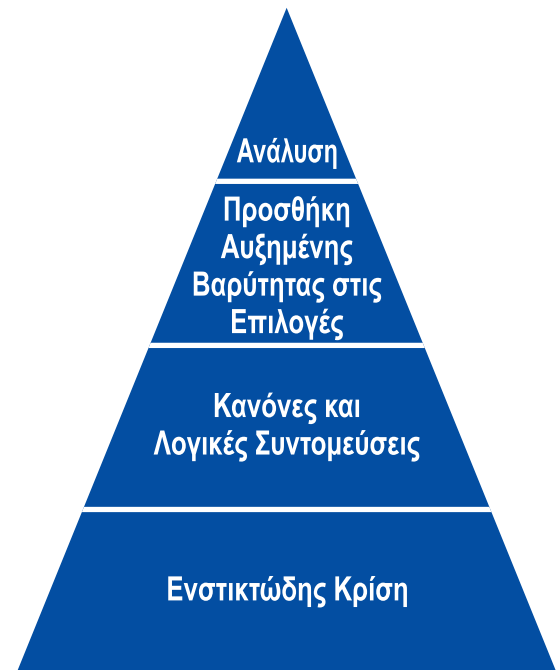 Ανάλυση
Προσθήκη
Αυξημένης
Βαρύτητας στις
Επιλογές
Κανόνες και
Λογικές Συντομεύσεις
Ενστικτώδης Κρίση